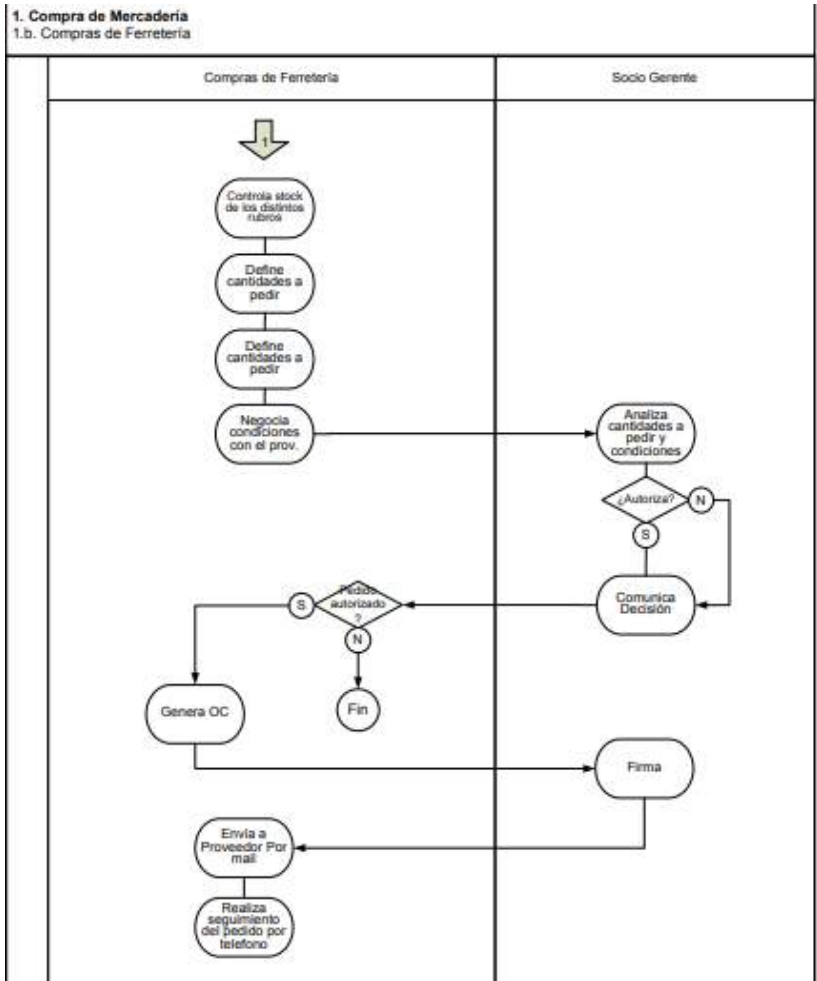 1. Compra de Mercadería
1.b. Compras de Ferretería
Compras de Ferretería
Socio Gerente
1
Controla stock
de los distintos
rubros
Define
cantidades a
pedir
Define
cantidades a
pedir
Negocia
condiciones
con el prov.
Analiza
cantidades a
pedir y
condiciones
¿Autoriza?
N
S
Comunica
Decisión
Pedido
autorizado
?
S
N
Fin
Genera OC
Firma
Envía a
Proveedor Por
mail
Realiza
seguimiento
del pedido por
telefono